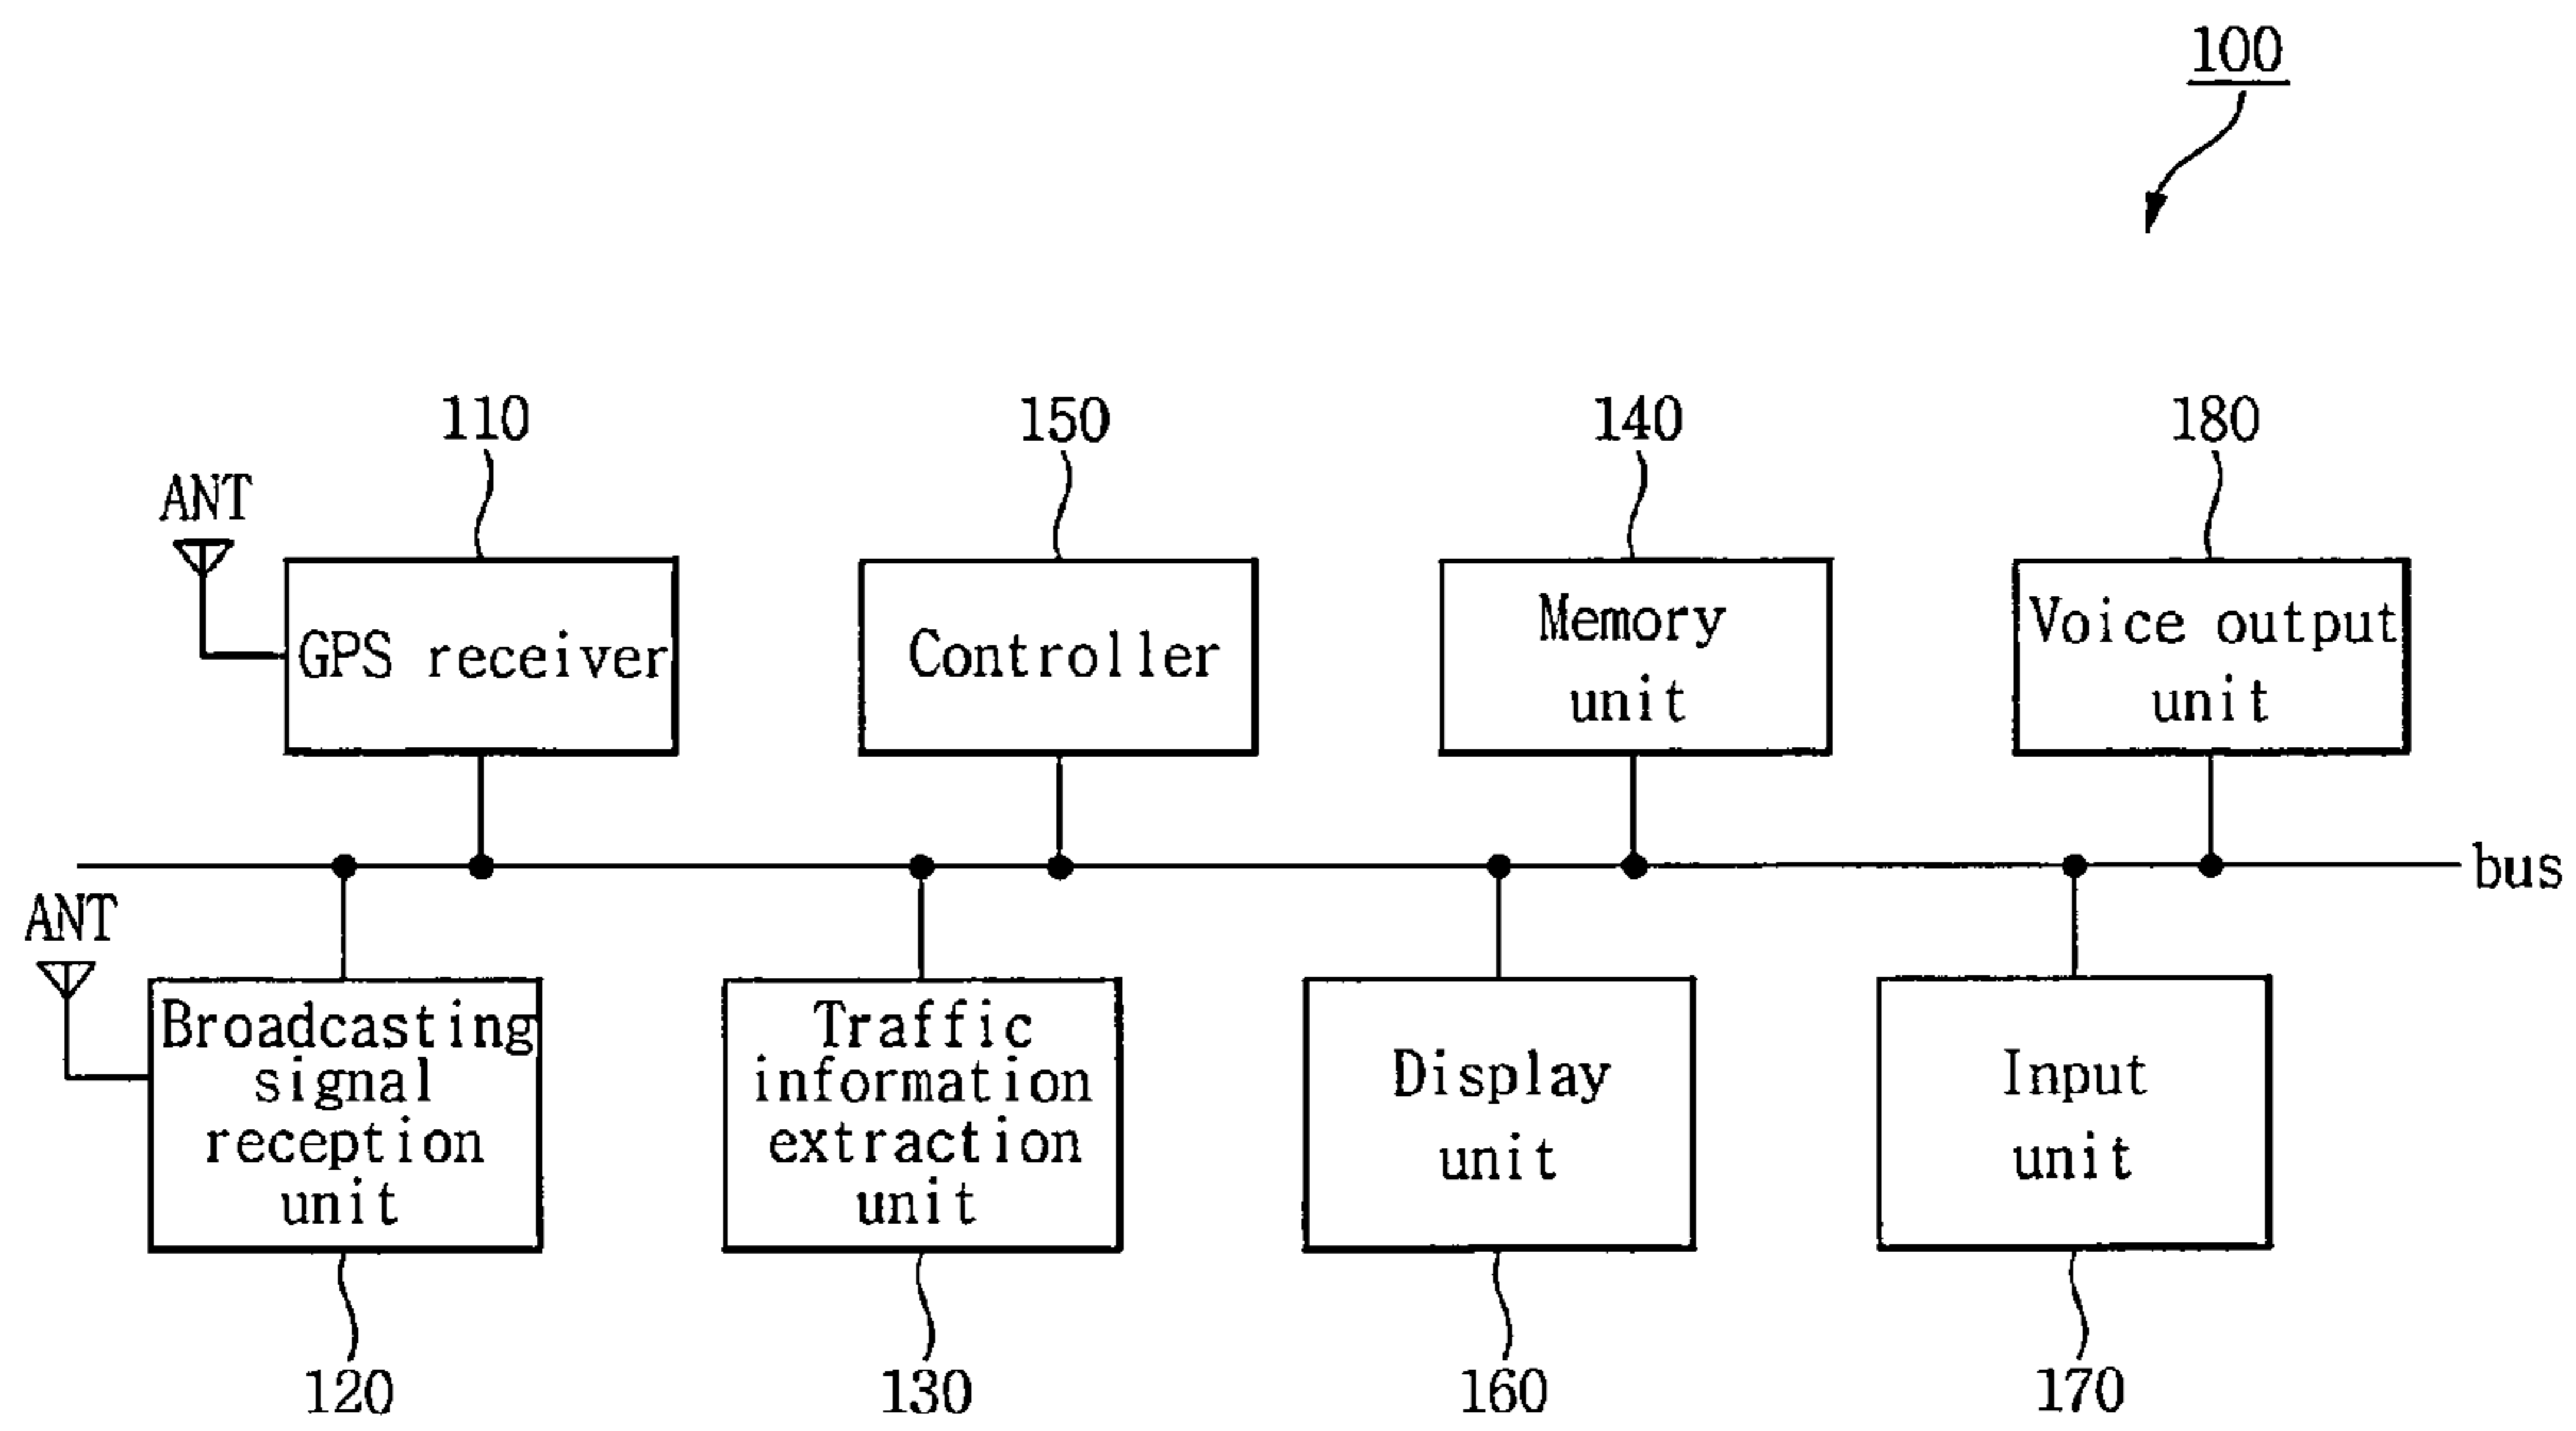 100
110
150
140
180
ANT
GPS receiver
Controller
Memory
unit
Voice output
unit
bus
ANT
Broadcasting
signal
reception
unit
Traffic
information
extraction
unit
Display
unit
Input
unit
120
130
160
170